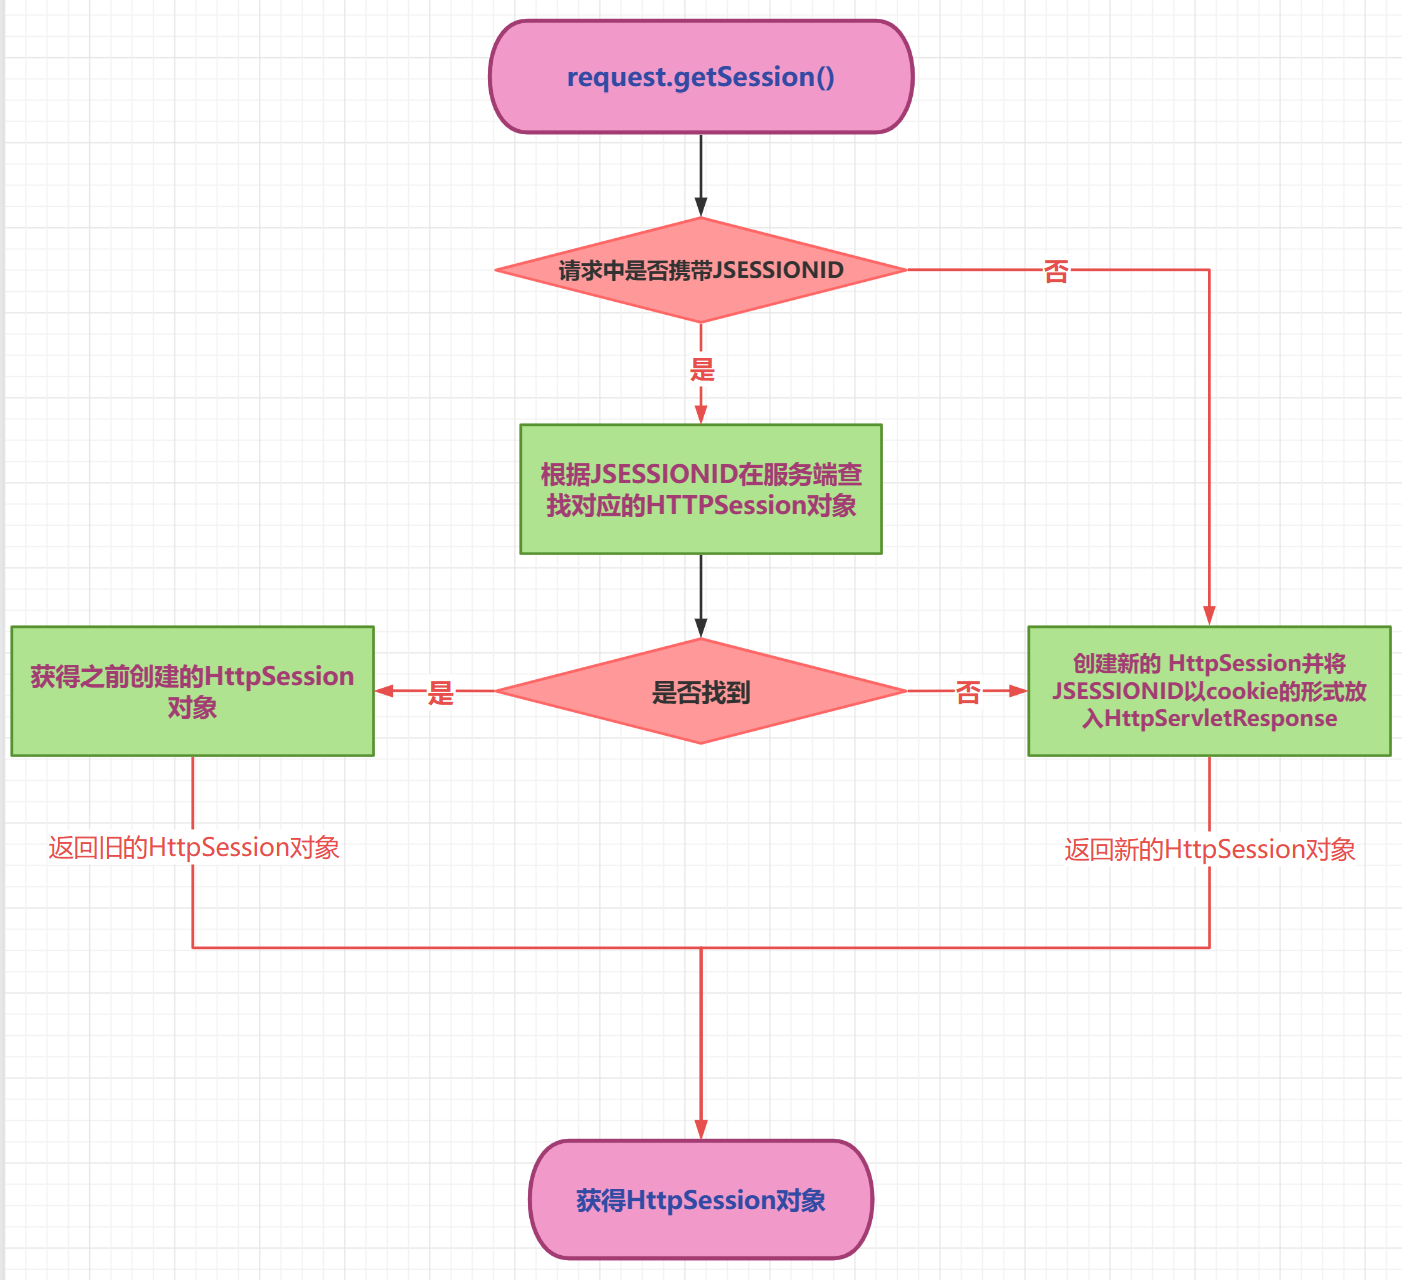 request.getSession()
请求中是否携带JSESSIONID
否
是
根据JSESSIONID在服务端查
找对应的HTTPSession对象
获得之前创建的HttpSession
对象
是
是否找到
否
创建新的 HttpSession并将
JSESSIONID以cookie的形式放
入HttpServletResponse
返回旧的HttpSession对象
返回新的HttpSession对象
获得HttpSession对象